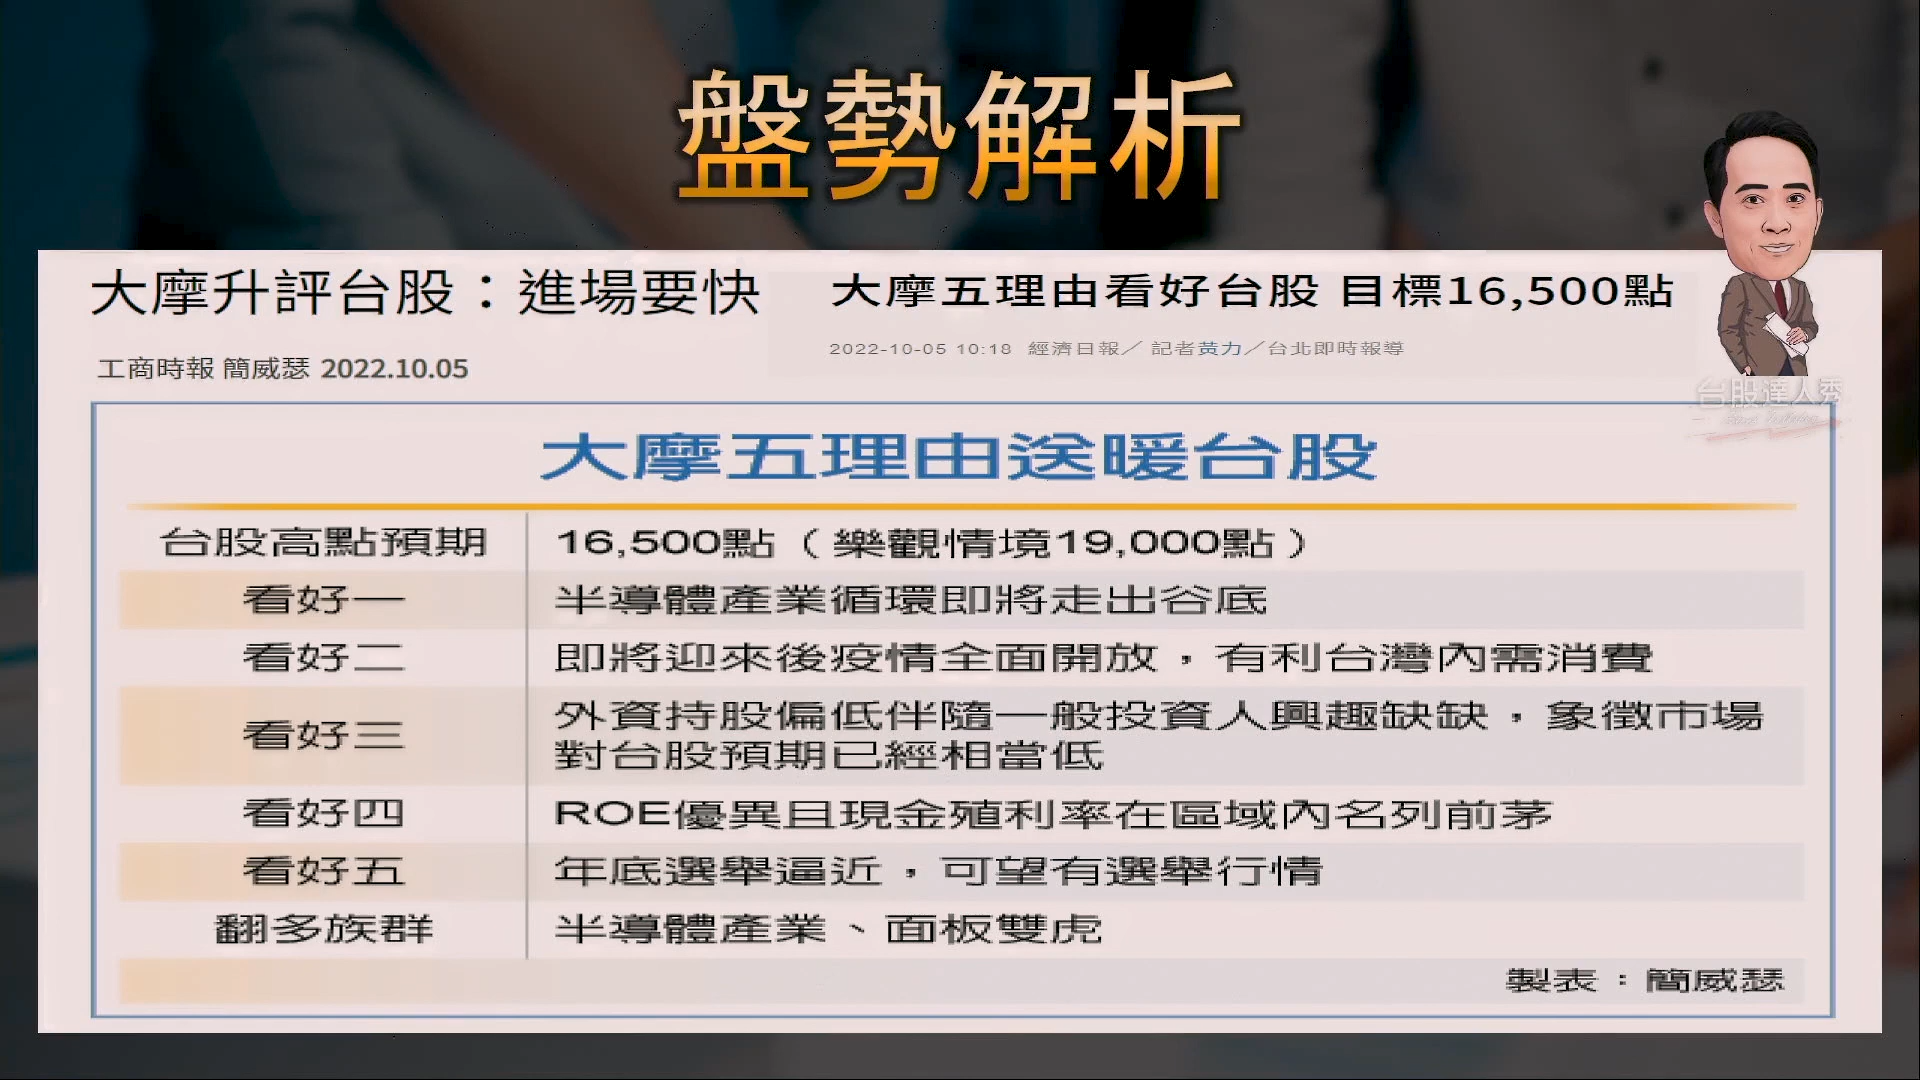 盤勢解析
大摩升評台股：進場要快
工商時報 簡威瑟 2022.10.05
大摩五理由看好台股 目標16,500點
2022-10-05 10:18 經濟日報／ 記者黃力／台北即時報導
台股達人秀
大摩五理由送暖台股
台股高點預期 16,500點（樂觀情境19,000點）
看好一 半導體產業循環即將走出谷底
看好二 即將迎來後疫情全面開放，有利台灣內需消費
看好三 外資持股偏低伴隨一般投資人興趣缺缺，象徵市場
對台股預期已經相當低
看好四 ROE優異且現金殖利率在區域內名列前茅
看好五 年底選舉逼近，可望有選舉行情
翻多族群 半導體產業、面板雙虎
製表：簡威瑟